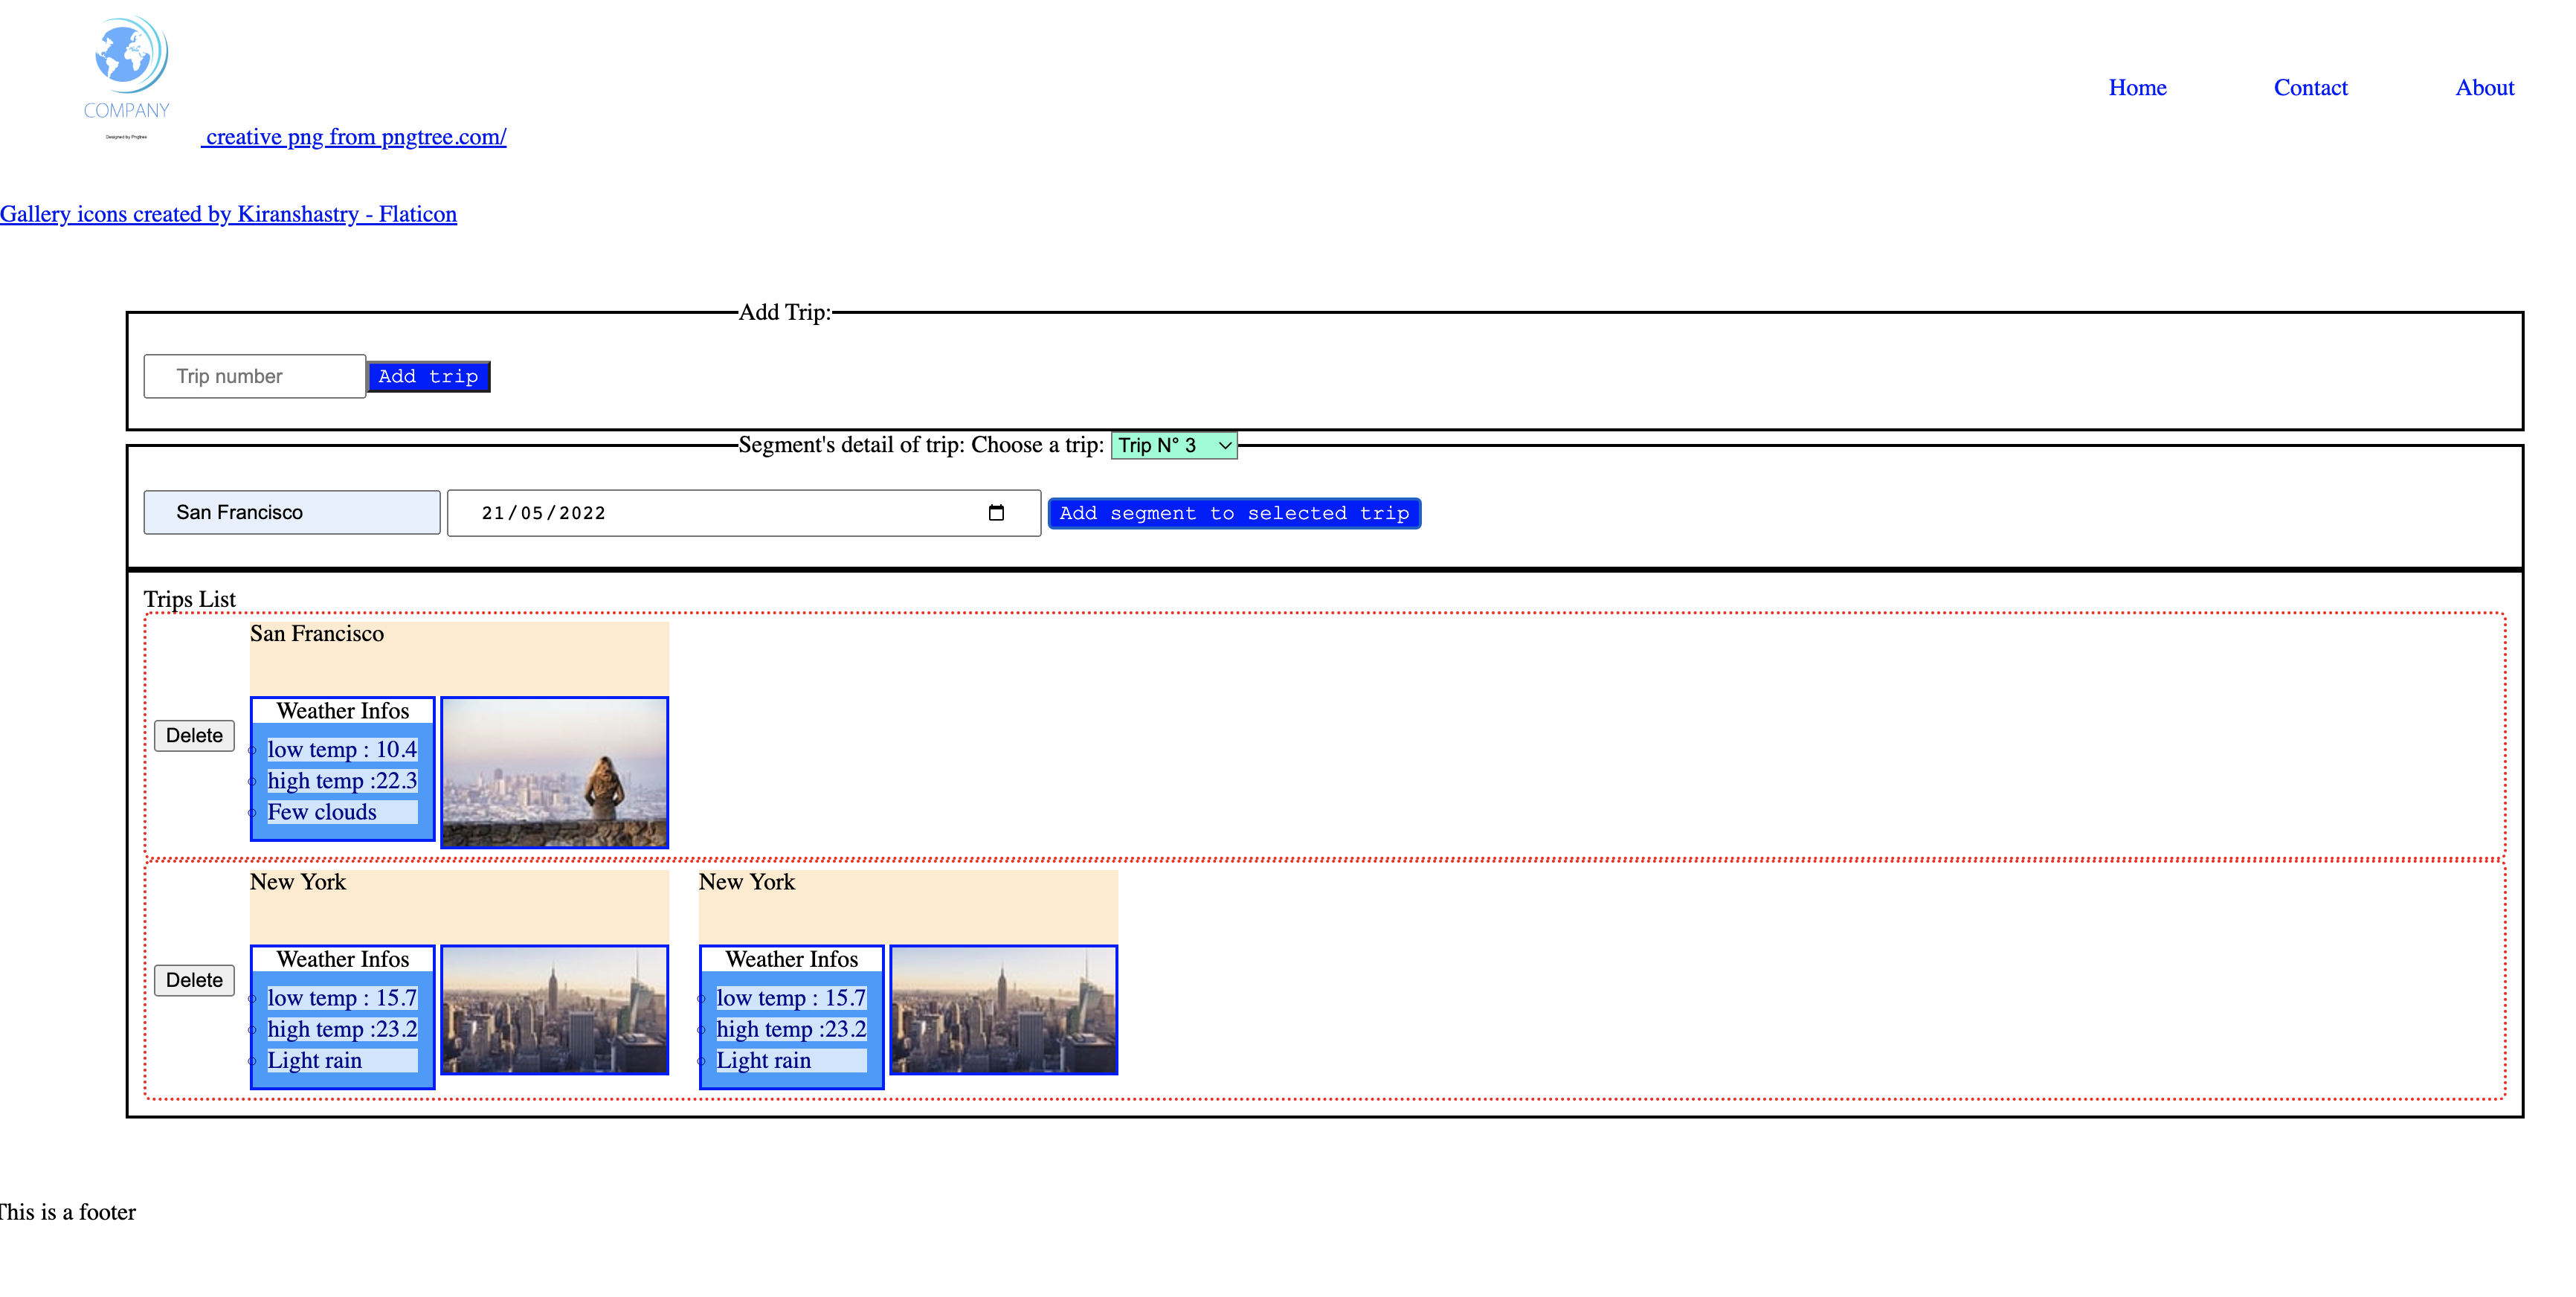 COMPANY
Designed by Pngtree
creative png from pngtree.com/
Home Contact About
Gallery icons created by Kiranshastry - Flaticon
Add Trip:
Trip number Add trip
Segment's detail of trip: Choose a trip: Trip N° 3
San Francisco 21/05/2022 Add segment to selected trip
Trips List
San Francisco
Delete
Weather Infos
low temp : 10.4
high temp :22.3
Few clouds
New York
Delete
Weather Infos
low temp : 15.7
high temp :23.2
Light rain
New York
Weather Infos
low temp : 15.7
high temp :23.2
Light rain
This is a footer